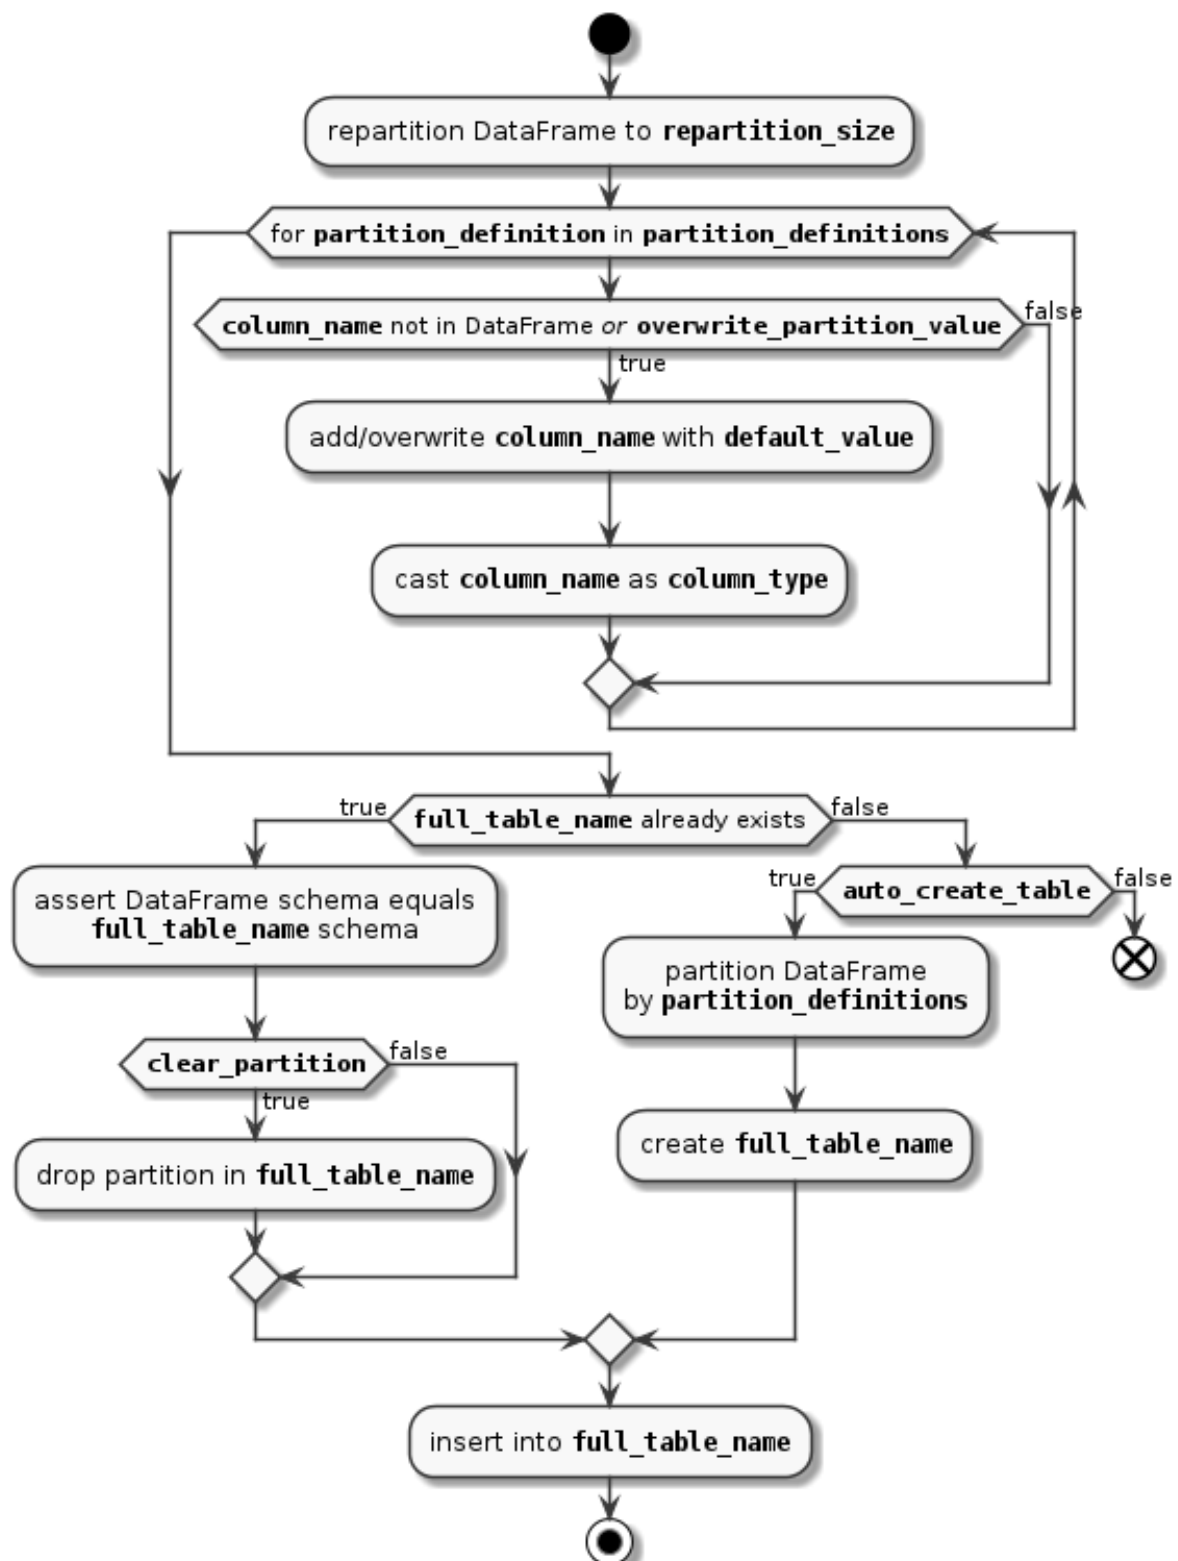 repartition DataFrame to repartition_size
for partition_definition in partition_definitions
column_name not in DataFrame or overwrite_partition_value
false
true
add/overwrite column_name with default_value
cast column_name as column_type
true
full_table_name already exists
false
assert DataFrame schema equals
full_table_name schema
true
auto_create_table
false
partition DataFrame
by partition_definitions
clear_partition
false
true
drop partition in full_table_name
create full_table_name
insert into full_table_name